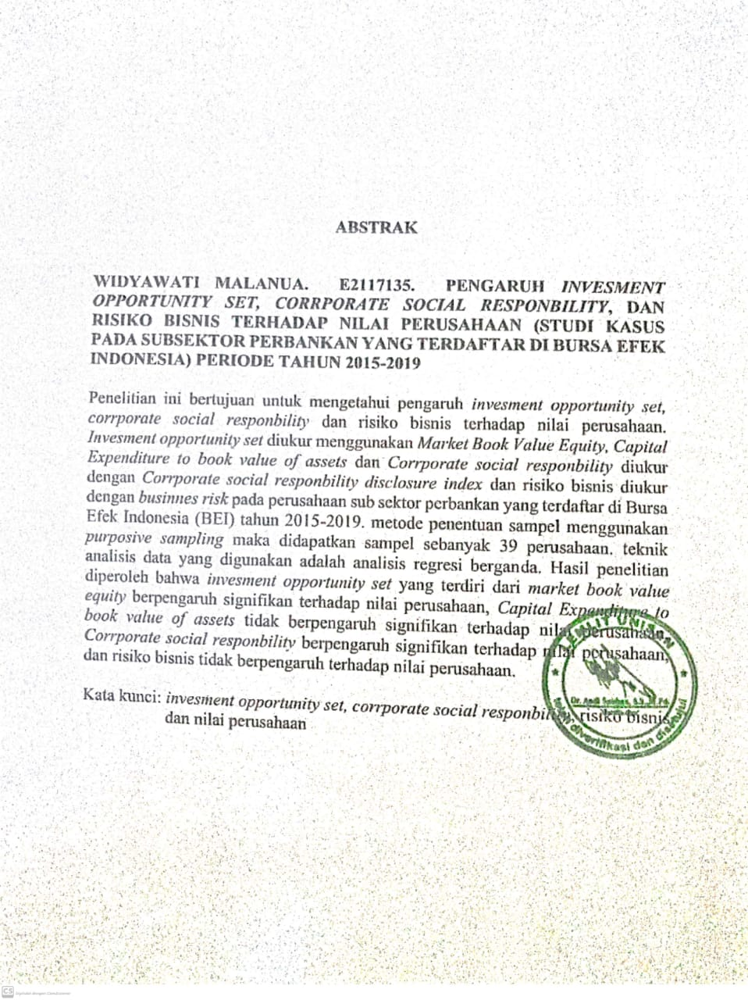 ABSTRAK
WIDYAWATI MALANUA. E2117135. PENGARUH INVESMENT
OPPORTUNITY SET, CORRPORATE SOCIAL RESPONBILITY, DAN
RISIKO BISNIS TERHADAP NILAI PERUSAHAAN (STUDI KASUS
PADA SUBSEKTOR PERBANKAN YANG TERDAFTAR DI BURSA EFEK
INDONESIA) PERIODE TAHUN 2015-2019
Penelitian ini bertujuan untuk mengetahui pengaruh invesment opportunity set,
corrporate social responbility dan risiko bisnis terhadap nilai perusahaan.
Invesment opportunity set diukur menggunakan Market Book Value Equity, Capital
Expenditure to book value of assets dan Corrporate social responbility diukur
dengan Corrporate social responbility disclosure index dan risiko bisnis diukur
dengan businnes risk pada perusahaan sub sektor perbankan yang terdaftar di Bursa
Efek Indonesia (BEI) tahun 2015-2019. metode penentuan sampel menggunakan
purposive sampling maka didapatkan sampel sebanyak 39 perusahaan. teknik
analisis data yang digunakan adalah analisis regresi berganda. Hasil penelitian
diperoleh bahwa invesment opportunity set yang terdiri dari market book value
equity berpengaruh signifikan terhadap nilai perusahaan, Capital Expenditure to
book value of assets tidak berpengaruh signifikan terhadap nilai perusahaan,
Corrporate social responbility berpengaruh signifikan terhadap nilai perusahaan,
dan risiko bisnis tidak berpengaruh terhadap nilai perusahaan.
Kata kunci: invesment opportunity set, corrporate social responbility, risiko bisnis
dan nilai perusahaan
LEMLIT UNISAN
telah diverifikasi dan disetujui
CS